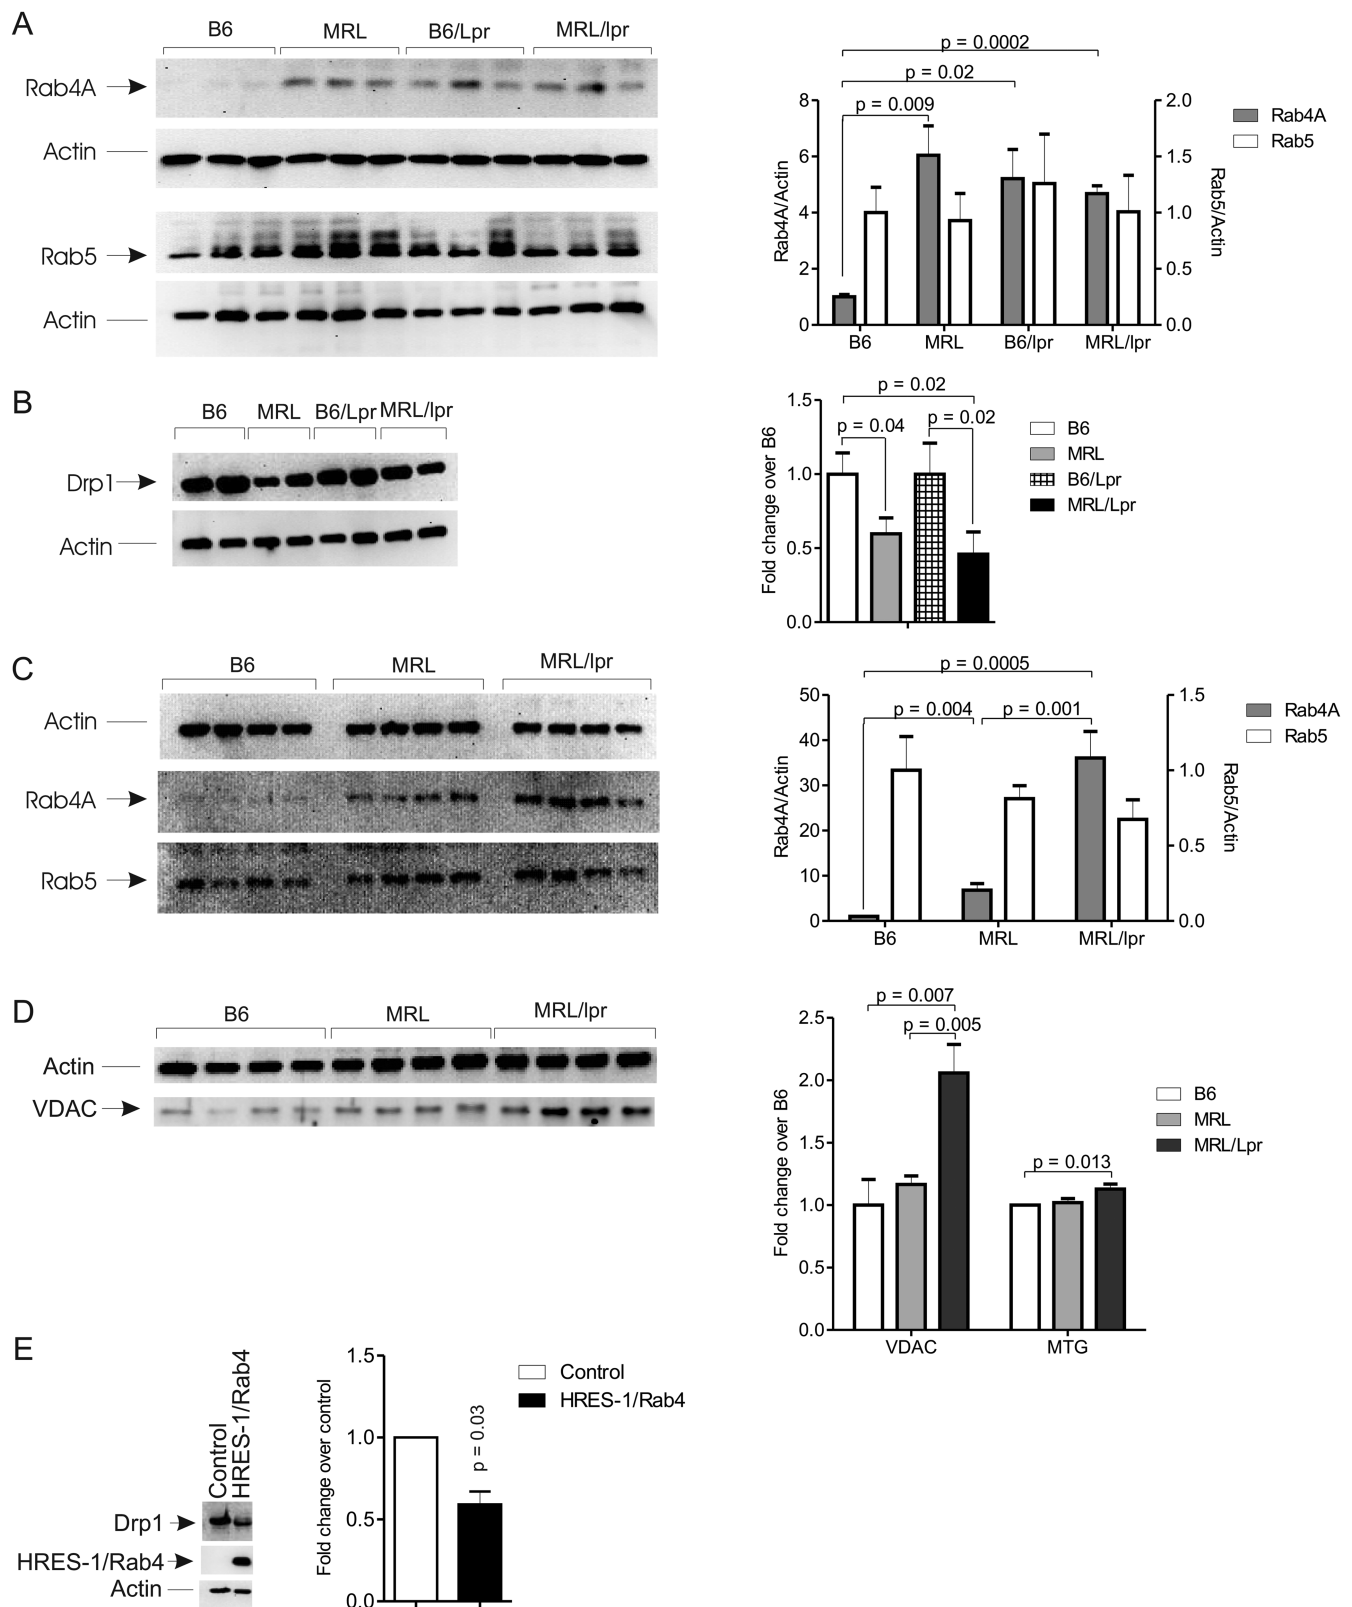 A
B6 MRL B6/Lpr MRL/lpr
Rab4A
Actin
Rab5
Actin
p = 0.0002
p = 0.02
p = 0.009
8 6 4 2 0
Rab4A/Actin
2.0 1.5 1.0 0.5 0.0
Rab5/Actin
Rab4A
Rab5
B6 MRL B6/lpr MRL/lpr
B
B6 MRL B6/Lpr MRL/lpr
Drp1
Actin
p = 0.02
p = 0.04 p = 0.02
1.5 1.0 0.5 0.0
Fold change over B6
B6
MRL
B6/Lpr
MRL/Lpr
C
B6 MRL MRL/lpr
Actin
Rab4A
Rab5
p = 0.0005
p = 0.004 p = 0.001
50 40 30 20 10 0
Rab4A/Actin
1.5 1.0 0.5 0.0
Rab5/Actin
Rab4A
Rab5
B6 MRL MRL/lpr
D
B6 MRL MRL/lpr
Actin
VDAC
p = 0.007
p = 0.005
p = 0.013
2.5 2.0 1.5 1.0 0.5 0.0
Fold change over B6
B6
MRL
MRL/Lpr
VDAC MTG
E
Control
HRES-1/Rab4
Drp1
HRES-1/Rab4
Actin
1.5 1.0 0.5 0.0
Fold change over control
p = 0.03
Control
HRES-1/Rab4